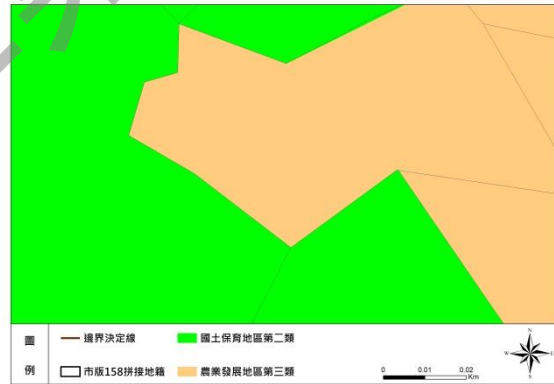 圖例
邊界決定線
國土保育地區第二類
市版158拼接地籍
農業發展地區第三類
0 0.01 0.02
Km
N
W E
S